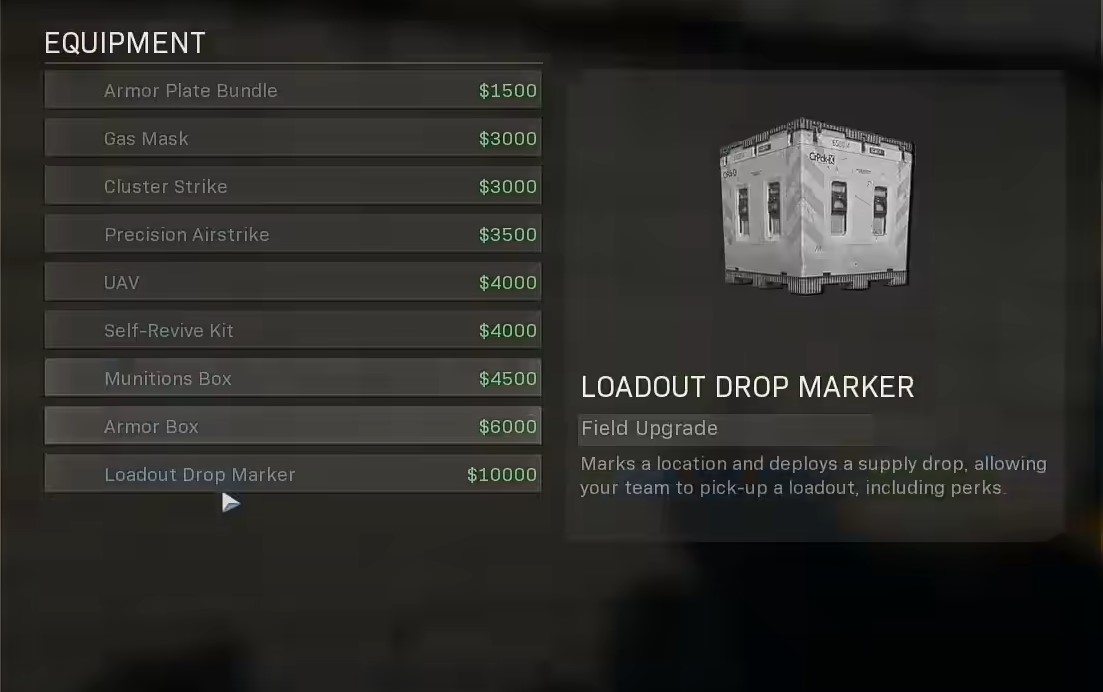 EQUIPMENT
Armor Plate Bundle $1500
Gas Mask $3000
Cluster Strike $3000
Precision Airstrike $3500
UAV $4000
Self-Revive Kit $4000
Munitions Box $4500
Armor Box $6000
Loadout Drop Marker $10000
LOADOUT DROP MARKER
Field Upgrade
Marks a location and deploys a supply drop, allowing
your team to pick-up a loadout, including perks.